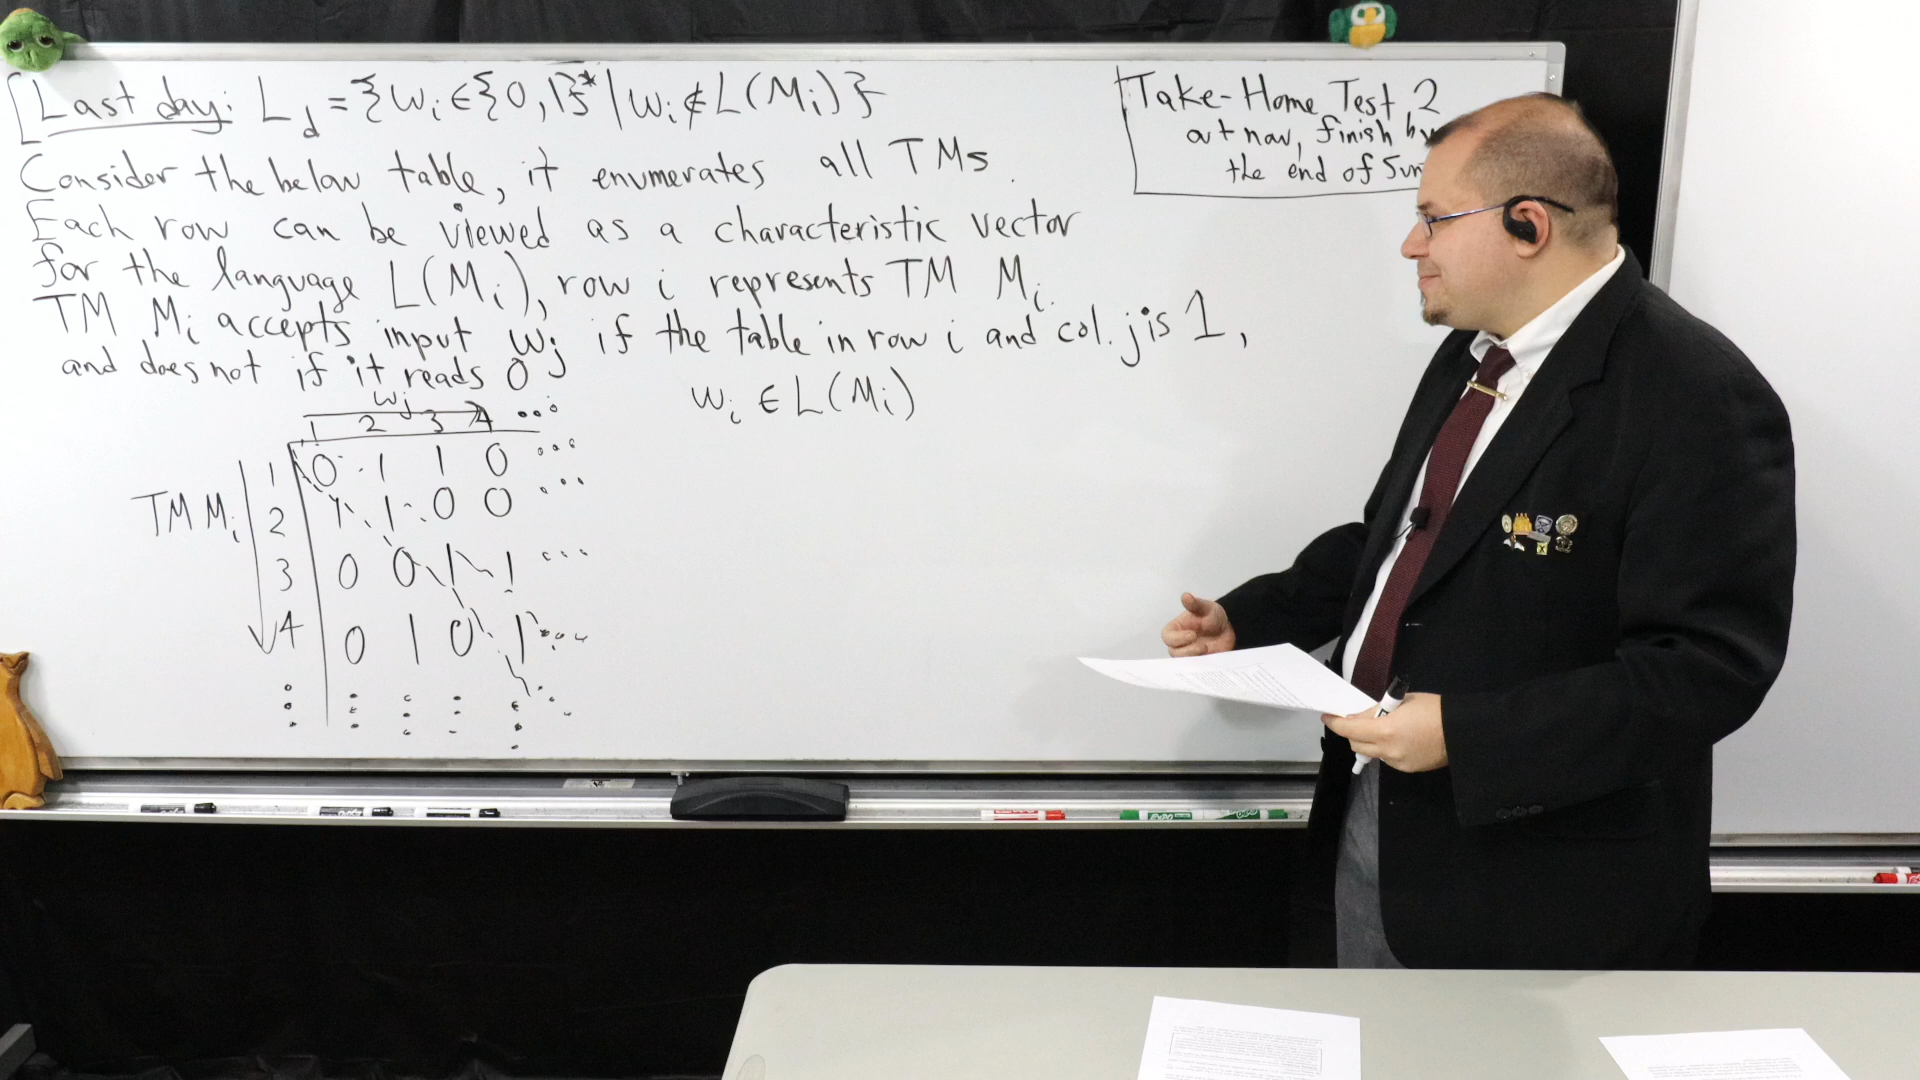 Last day: L_d = {w_i ∈ {0,1}* | w_i ∉ L(M_i)}
Consider the below table, it enumerates all TMs.
Each row can be viewed as a characteristic vector
for the language L(M_i), row i represents TM M_i.
TM M_i accepts input w_j if the table in row i and col. j is 1,
and does not if it reads 0
w_i ∈ L(M_i)
w_j
1 2 3 4 ...
TM M_i
1 0 1 1 0 ...
2 1 1 0 0 ...
3 0 0 1 1 ...
4 0 1 0 1 ...
Take-Home Test 2
out now, finish by
the end of